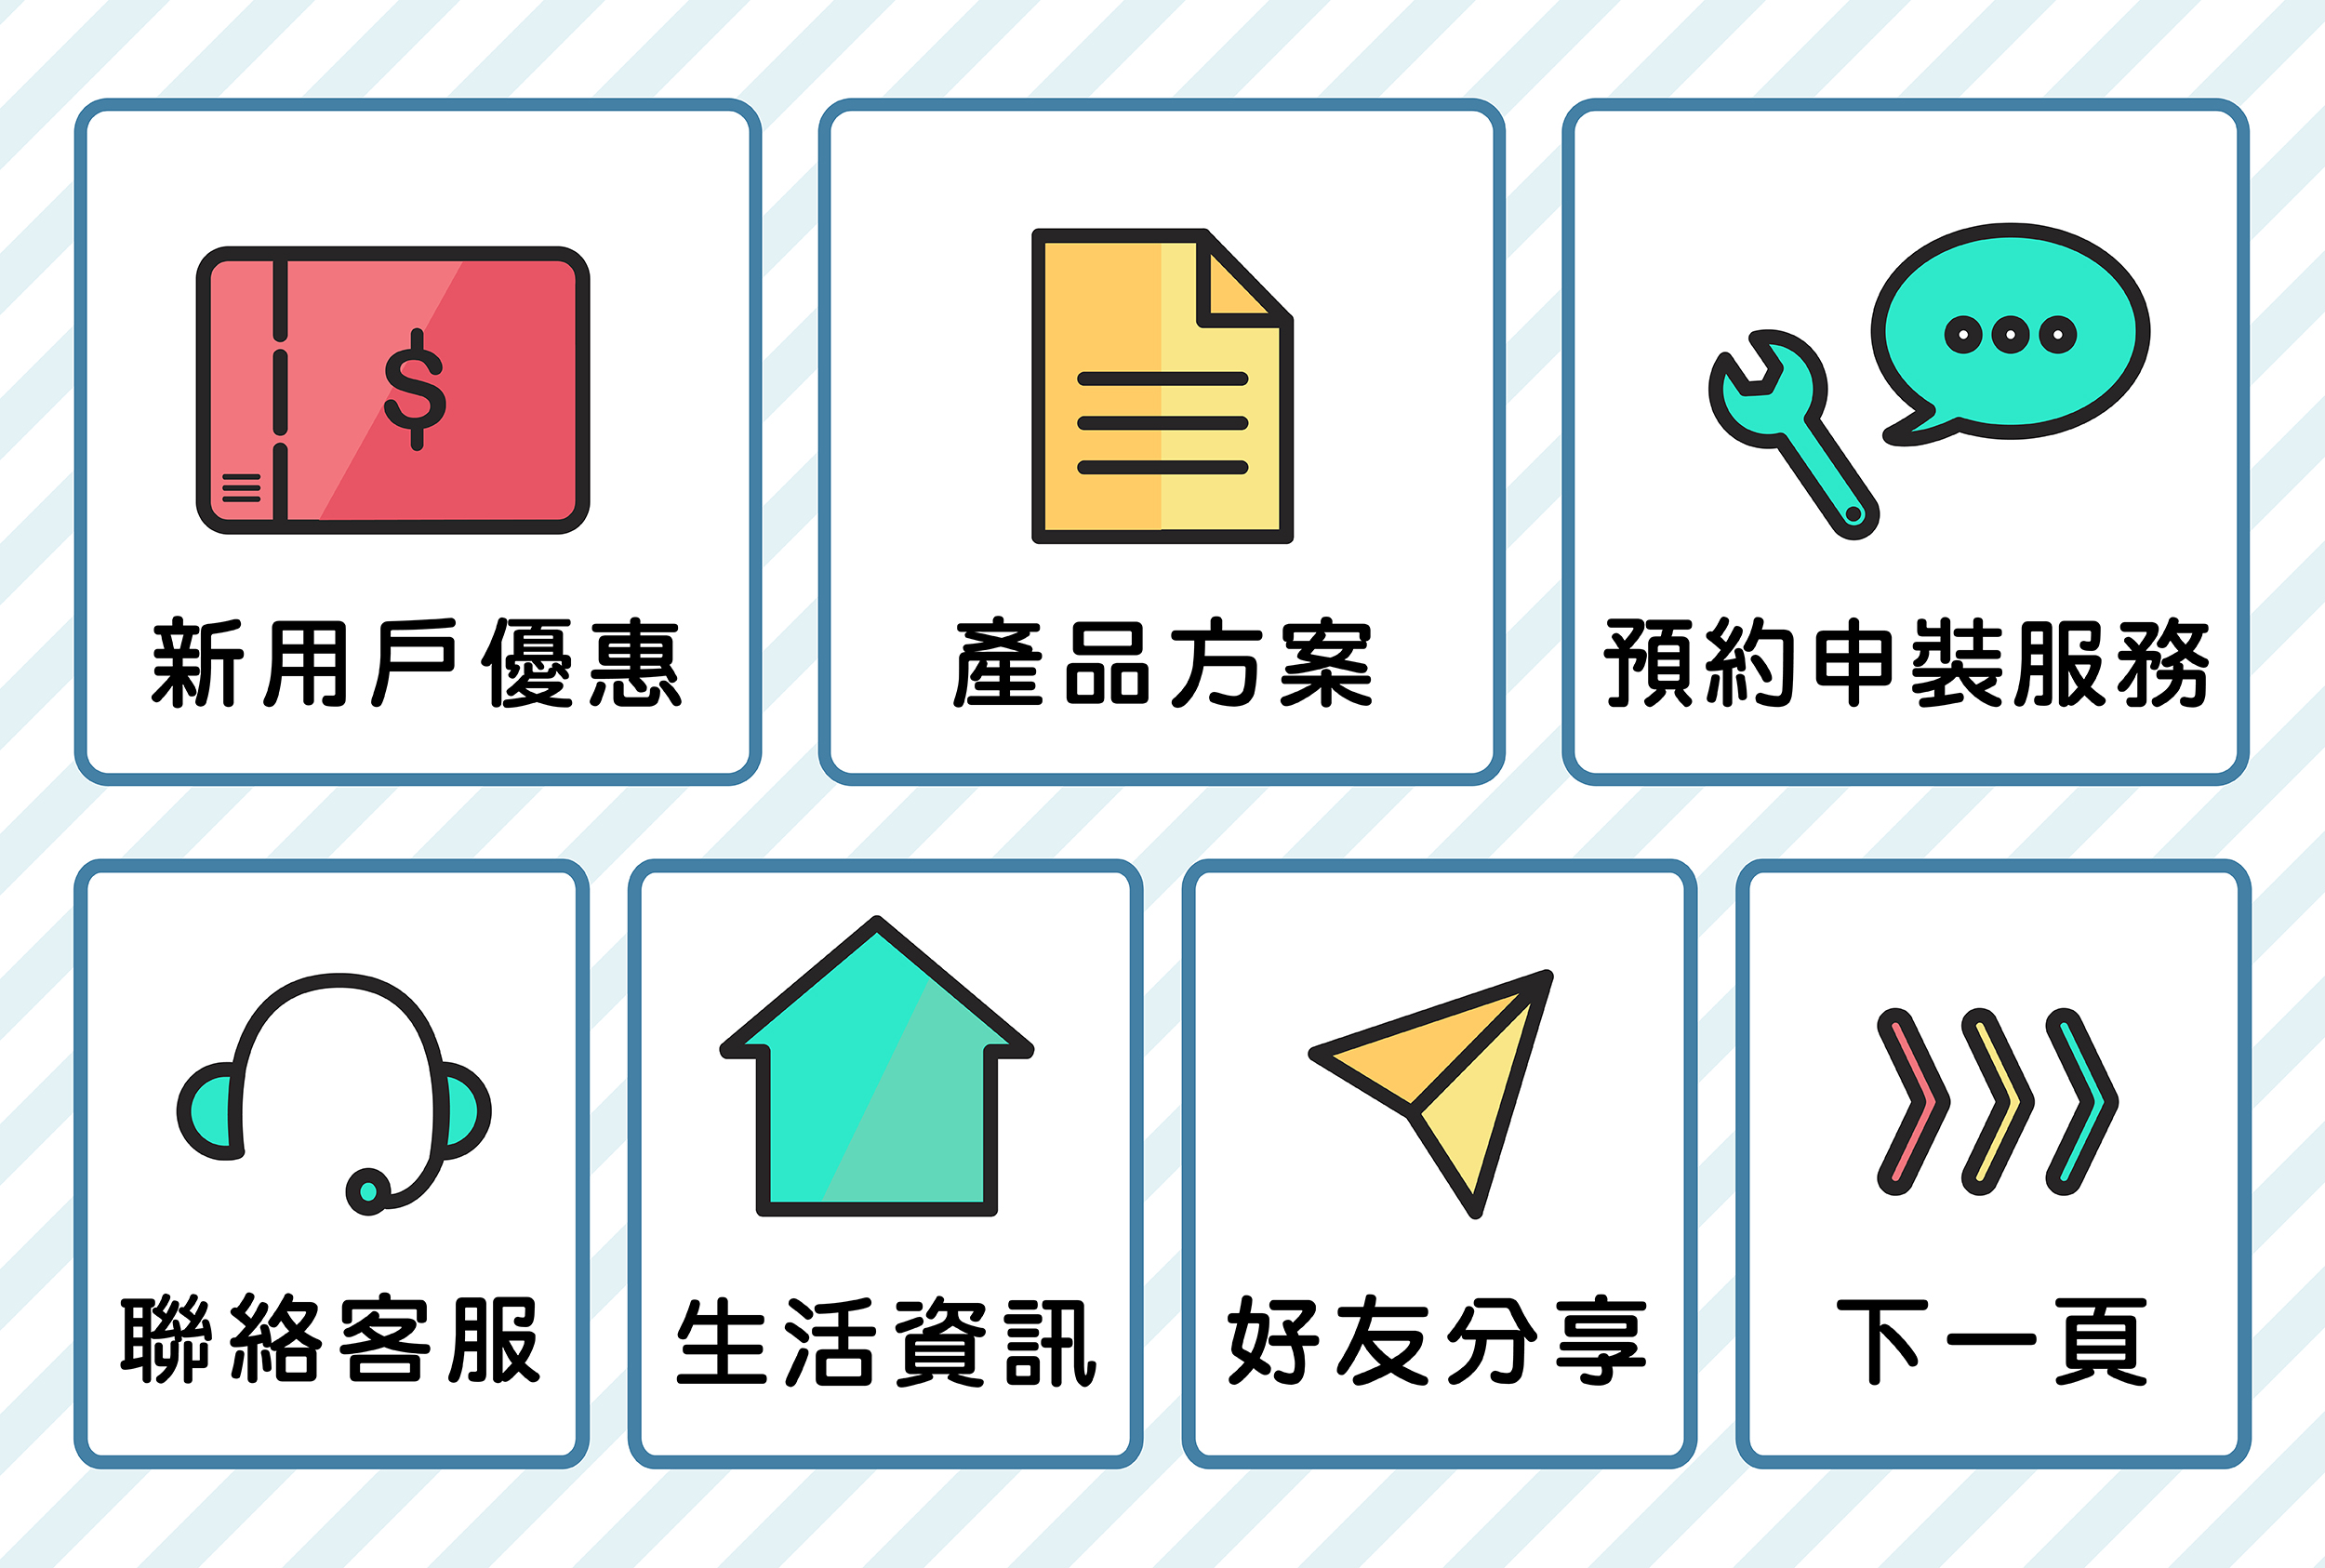 $
新用戶優惠
產品方案
預約申裝服務
聯絡客服
生活資訊
好友分享
下一頁